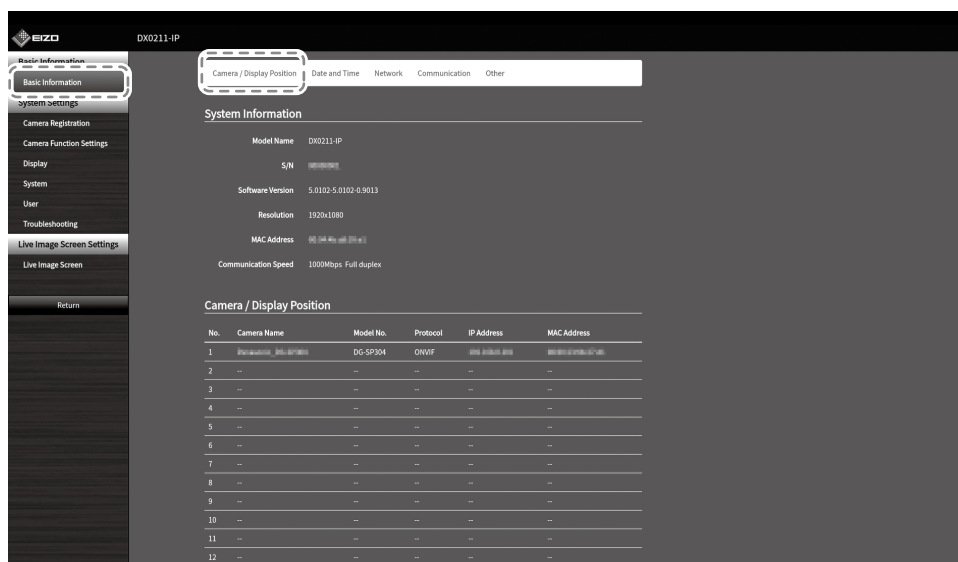 EIZO DX0211-IP
Basic Information
Basic Information
System Settings
Camera Registration
Camera Function Settings
Display
System
User
Troubleshooting
Live Image Screen Settings
Live Image Screen
Return
Camera / Display Position Date and Time Network Communication Other
System Information
Model Name DX0211-IP
S/N
Software Version 5.0102-5.0102-0.9013
Resolution 1920x1080
MAC Address
Communication Speed 1000Mbps Full duplex
Camera / Display Position
No. Camera Name Model No. Protocol IP Address MAC Address
1 DG-SP304 ONVIF
2 -- -- -- -- --
3 -- -- -- -- --
4 -- -- -- -- --
5 -- -- -- -- --
6 -- -- -- -- --
7 -- -- -- -- --
8 -- -- -- -- --
9 -- -- -- -- --
10 -- -- -- -- --
11 -- -- -- -- --
12 -- -- -- -- --